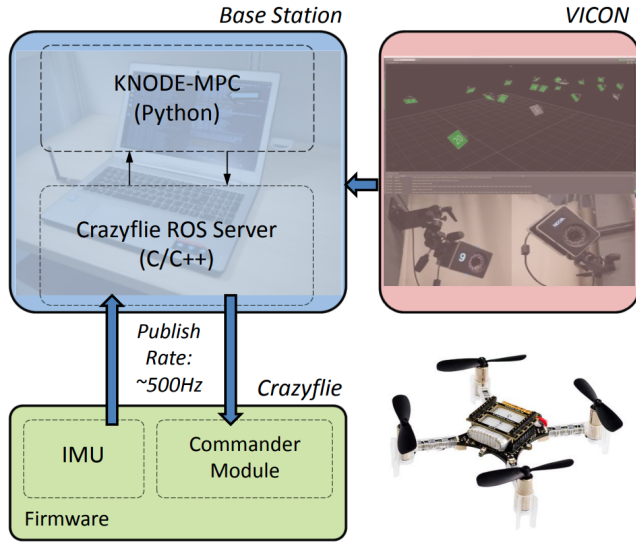 Base Station
VICON
KNODE-MPC
(Python)
Crazyflie ROS Server
(C/C++)
Publish
Rate:
~500Hz
Crazyflie
IMU
Commander
Module
Firmware